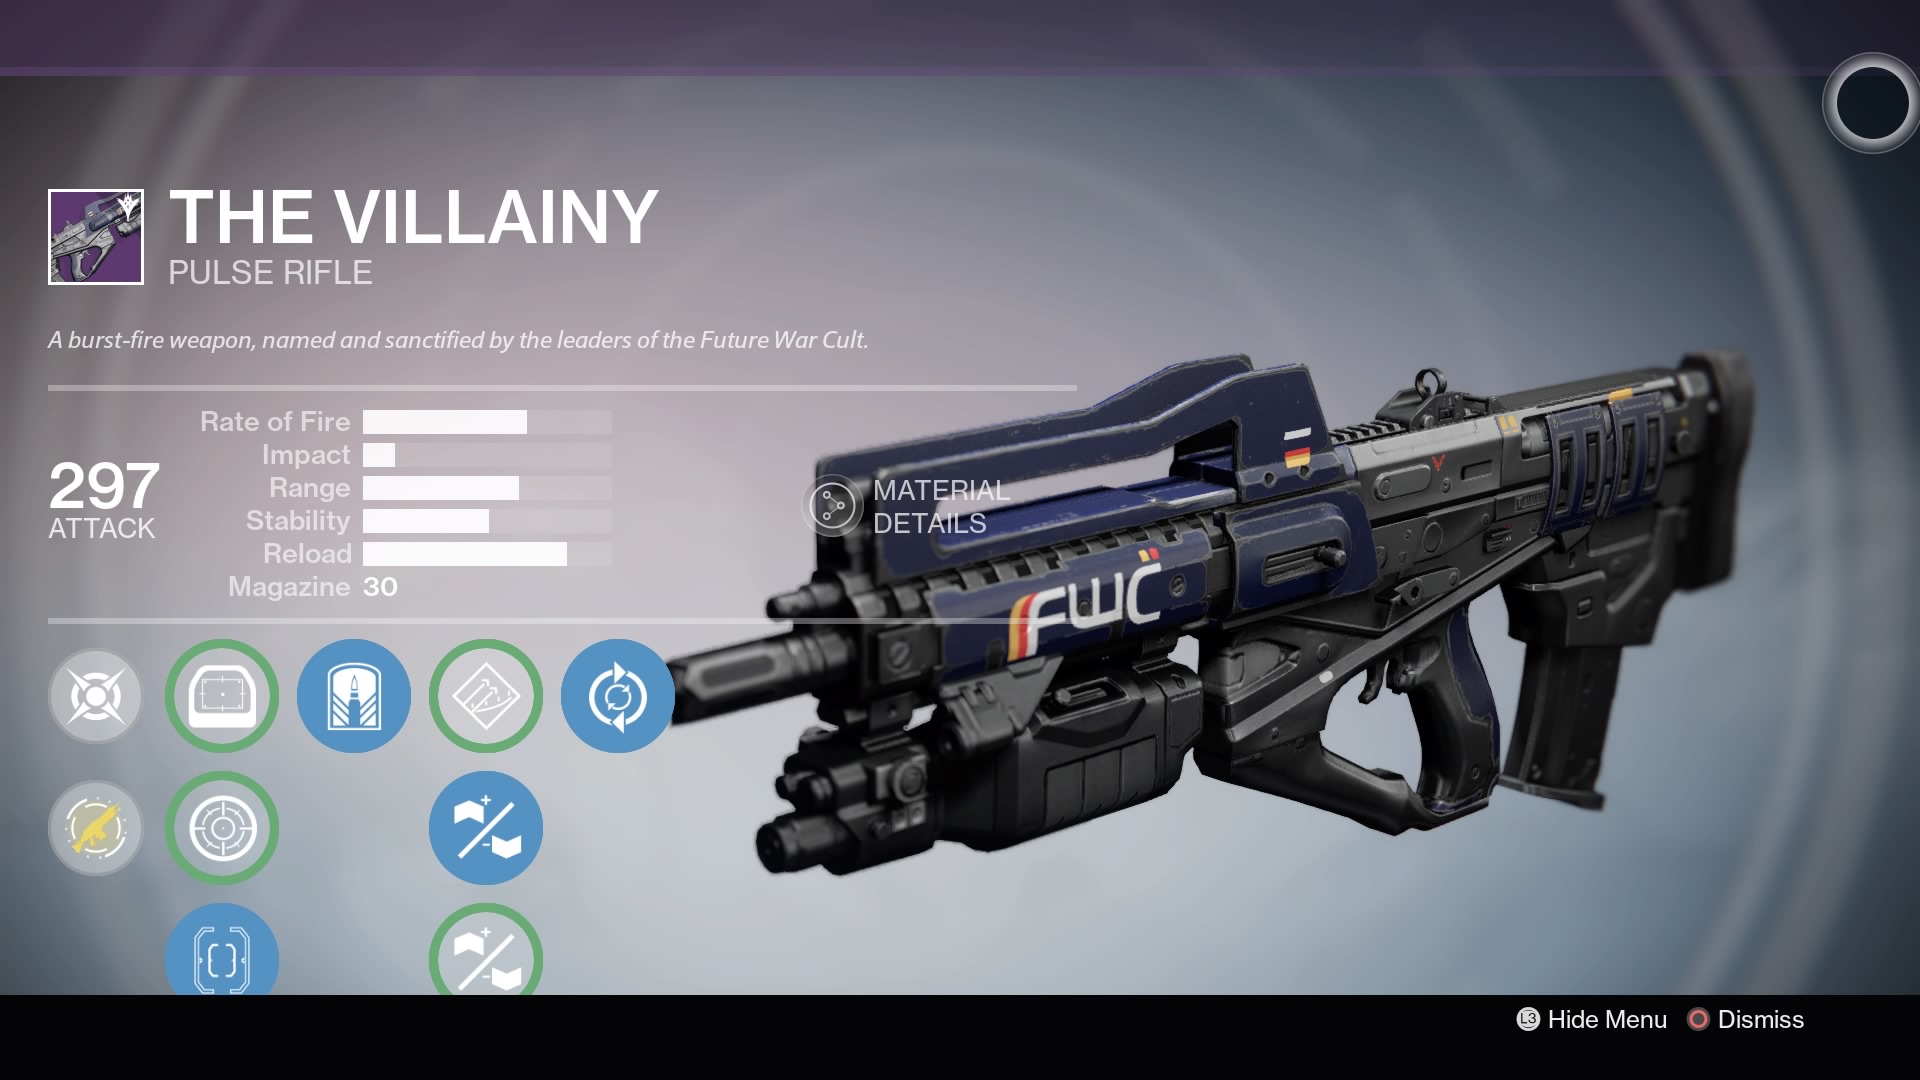 THE VILLAINY
PULSE RIFLE
A burst-fire weapon, named and sanctified by the leaders of the Future War Cult.
297
ATTACK
Rate of Fire
Impact
Range
Stability
Reload
Magazine 30
MATERIAL
DETAILS
FWC
L3 Hide Menu
Dismiss